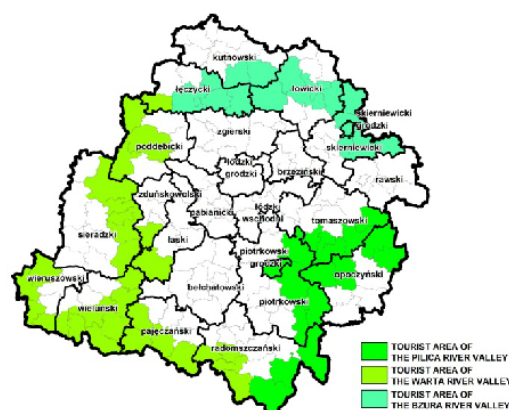 kutnowski
łęczycki
łowicki
skierniewicki
grodzki
skierniewicki
zgierski
poddębicki
łódzki
grodzki
brzeziński
rawski
zduńskowolski
pabianicki
łódzki
wschodni
tomaszowski
sieradzki
łaski
piotrkowski
grodzki
opoczyński
wieruszowski
bełchatowski
piotrkowski
wieluński
pajęczański
radomszczański
TOURIST AREA OF
THE PILICA RIVER VALLEY
TOURIST AREA OF
THE WARTA RIVER VALLEY
TOURIST AREA OF
THE BZURA RIVER VALLEY